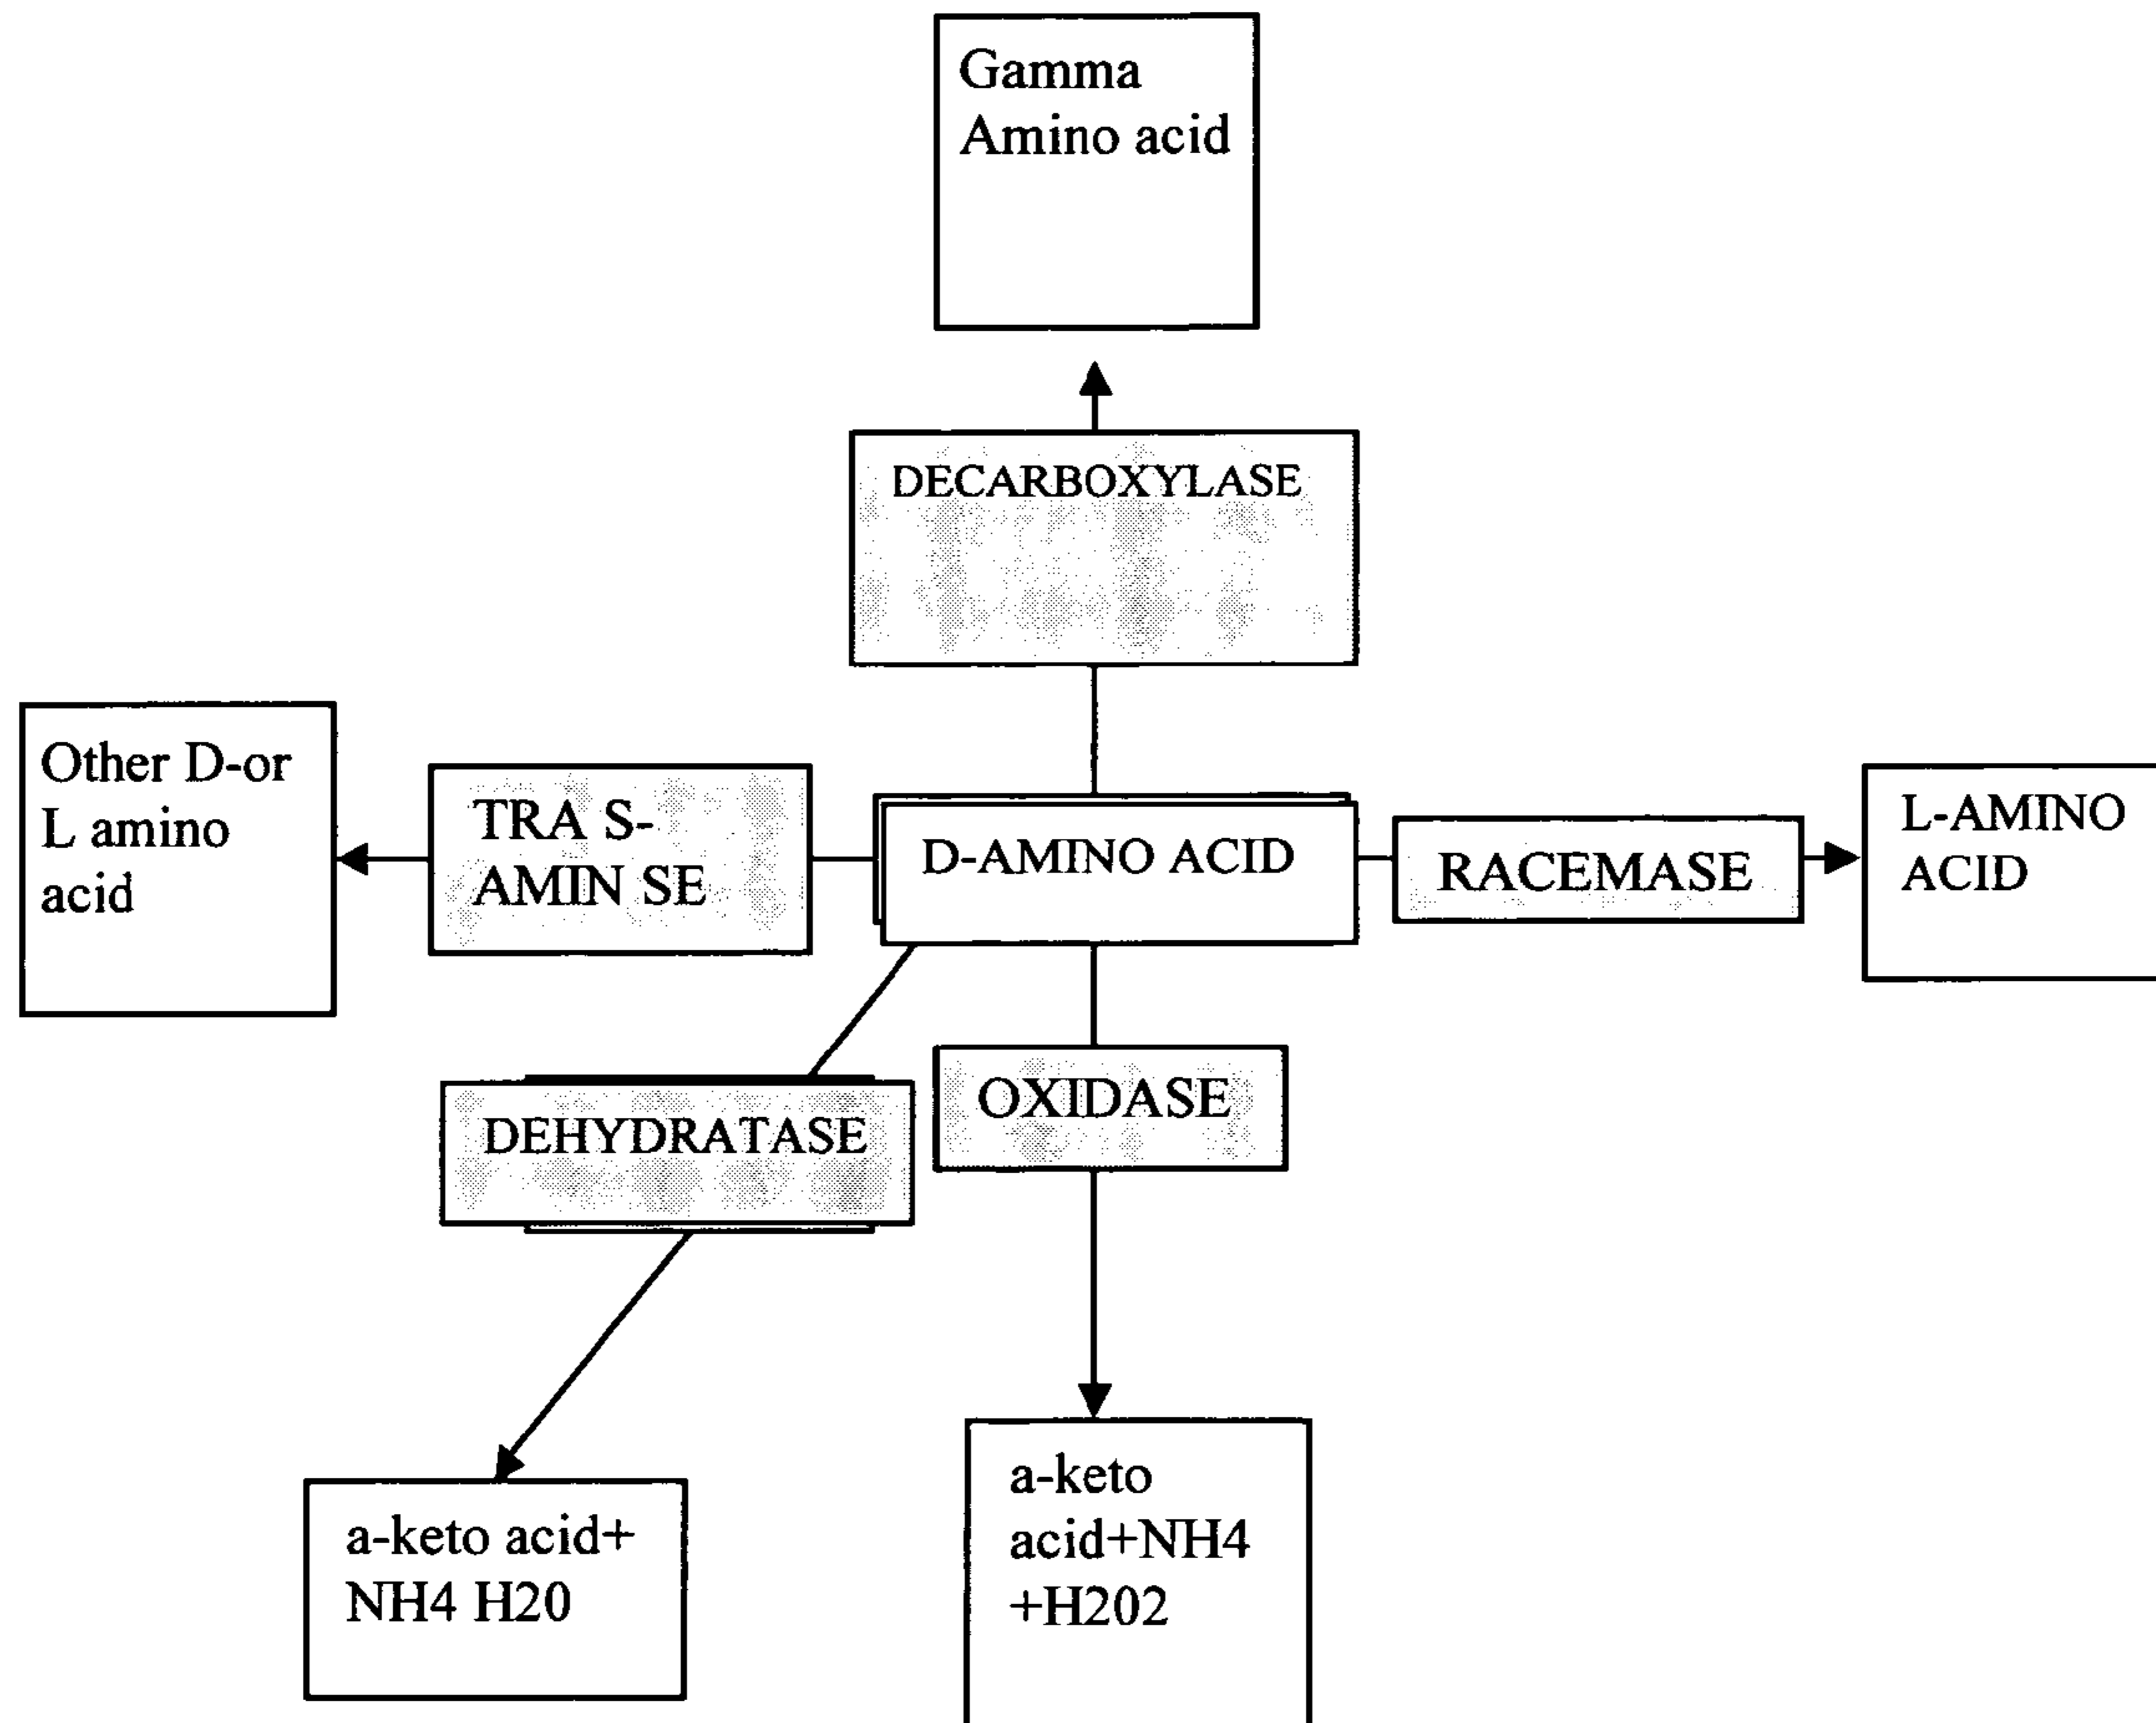 Gamma
Amino acid
DECARBOXYLASE
Other D-or
L amino
acid
TRA S-
AMIN SE
D-AMINO ACID
RACEMASE
L-AMINO
ACID
DEHYDRATASE
OXIDASE
a-keto acid+
NH4 H20
a-keto
acid+NH4
+H202